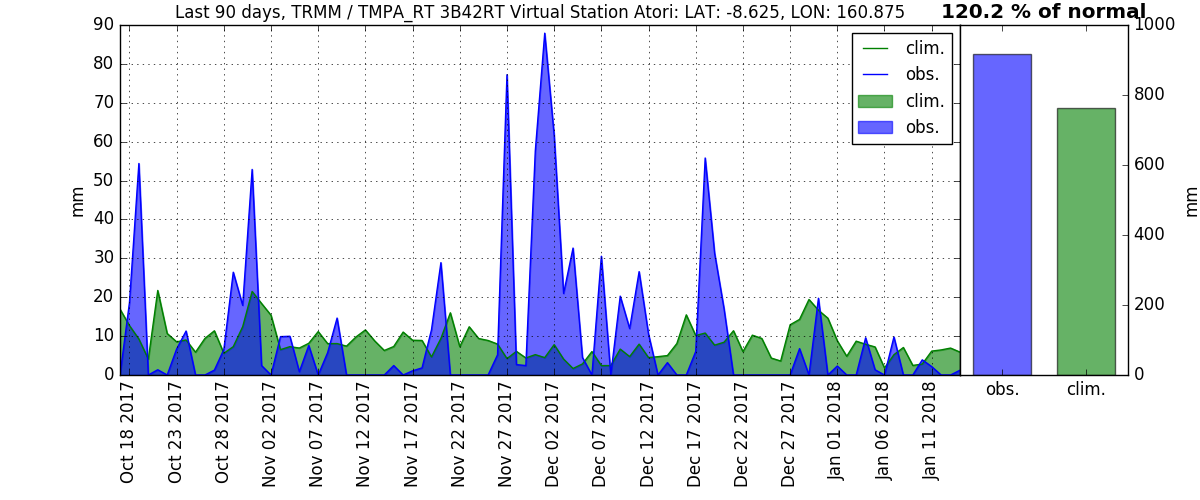 Last 90 days, TRMM / TMPA_RT 3B42RT Virtual Station Atori: LAT: -8.625, LON: 160.875
120.2 % of normal
90
80
70
60
50
40
30
20
10
0
mm
clim.
obs.
clim.
obs.
1000
800
600
400
200
0
mm
obs.
clim.
Oct 18 2017
Oct 23 2017
Oct 28 2017
Nov 02 2017
Nov 07 2017
Nov 12 2017
Nov 17 2017
Nov 22 2017
Nov 27 2017
Dec 02 2017
Dec 07 2017
Dec 12 2017
Dec 17 2017
Dec 22 2017
Dec 27 2017
Jan 01 2018
Jan 06 2018
Jan 11 2018